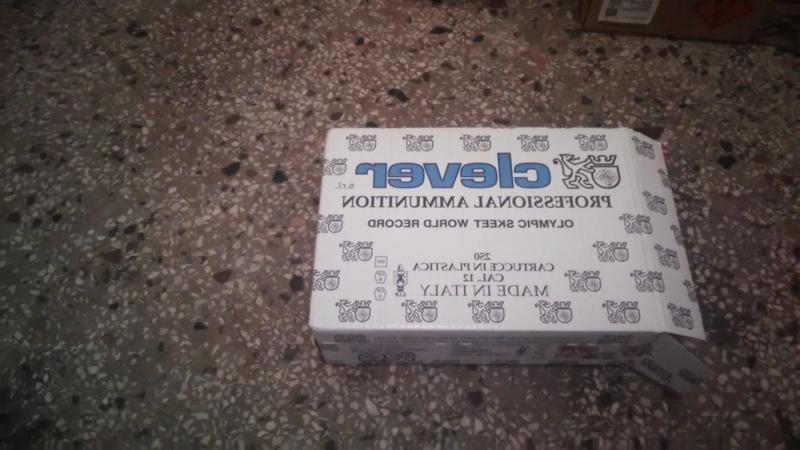 clever
s.r.l.
PROFESSIONAL AMMUNITION
OLYMPIC SKEET WORLD RECORD
250
CARTUCCE IN PLASTICA
CAL. 12
MADE IN ITALY